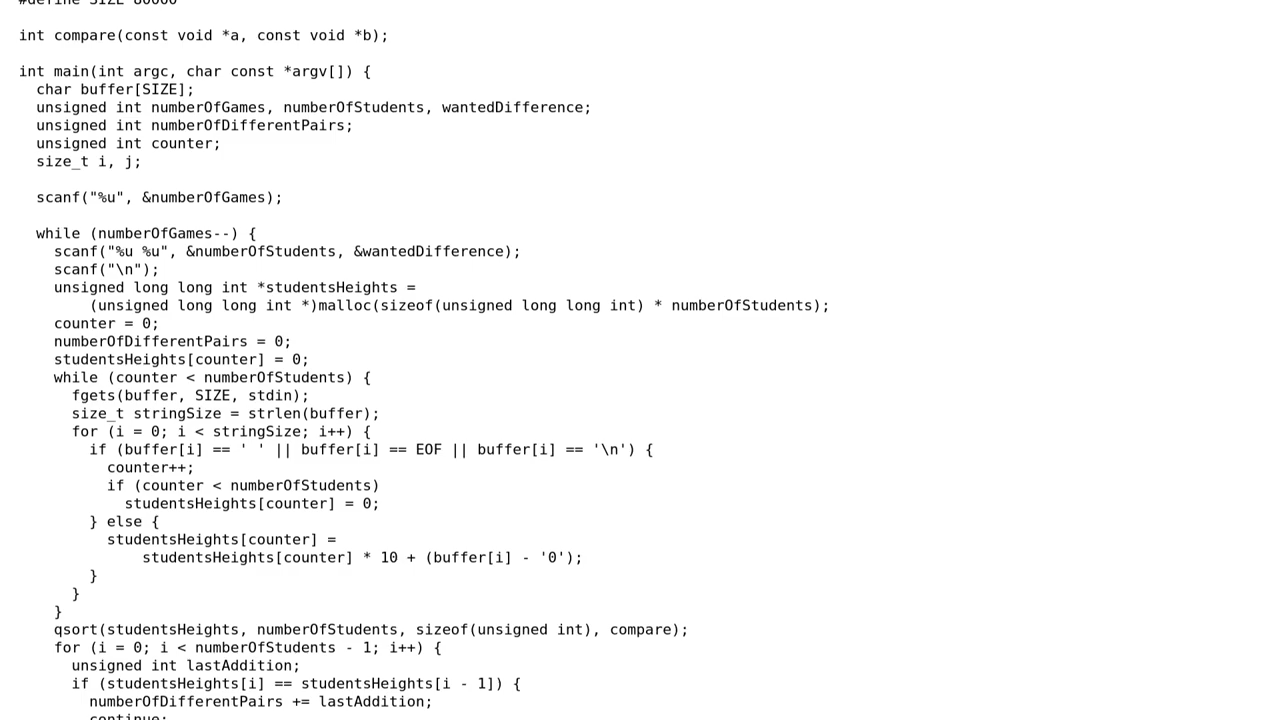 #define SIZE 80000
int compare(const void *a, const void *b);
int main(int argc, char const *argv[]) {
char buffer[SIZE];
unsigned int numberOfGames, numberOfStudents, wantedDifference;
unsigned int numberOfDifferentPairs;
unsigned int counter;
size_t i, j;
scanf("%u", &numberOfGames);
while (numberOfGames--) {
scanf("%u %u", &numberOfStudents, &wantedDifference);
scanf("\n");
unsigned long long int *studentsHeights =
(unsigned long long int *)malloc(sizeof(unsigned long long int) * numberOfStudents);
counter = 0;
numberOfDifferentPairs = 0;
studentsHeights[counter] = 0;
while (counter < numberOfStudents) {
fgets(buffer, SIZE, stdin);
size_t stringSize = strlen(buffer);
for (i = 0; i < stringSize; i++) {
if (buffer[i] == ' ' || buffer[i] == EOF || buffer[i] == '\n') {
counter++;
if (counter < numberOfStudents)
studentsHeights[counter] = 0;
} else {
studentsHeights[counter] =
studentsHeights[counter] * 10 + (buffer[i] - '0');
}
}
}
qsort(studentsHeights, numberOfStudents, sizeof(unsigned int), compare);
for (i = 0; i < numberOfStudents - 1; i++) {
unsigned int lastAddition;
if (studentsHeights[i] == studentsHeights[i - 1]) {
numberOfDifferentPairs += lastAddition;
continue;